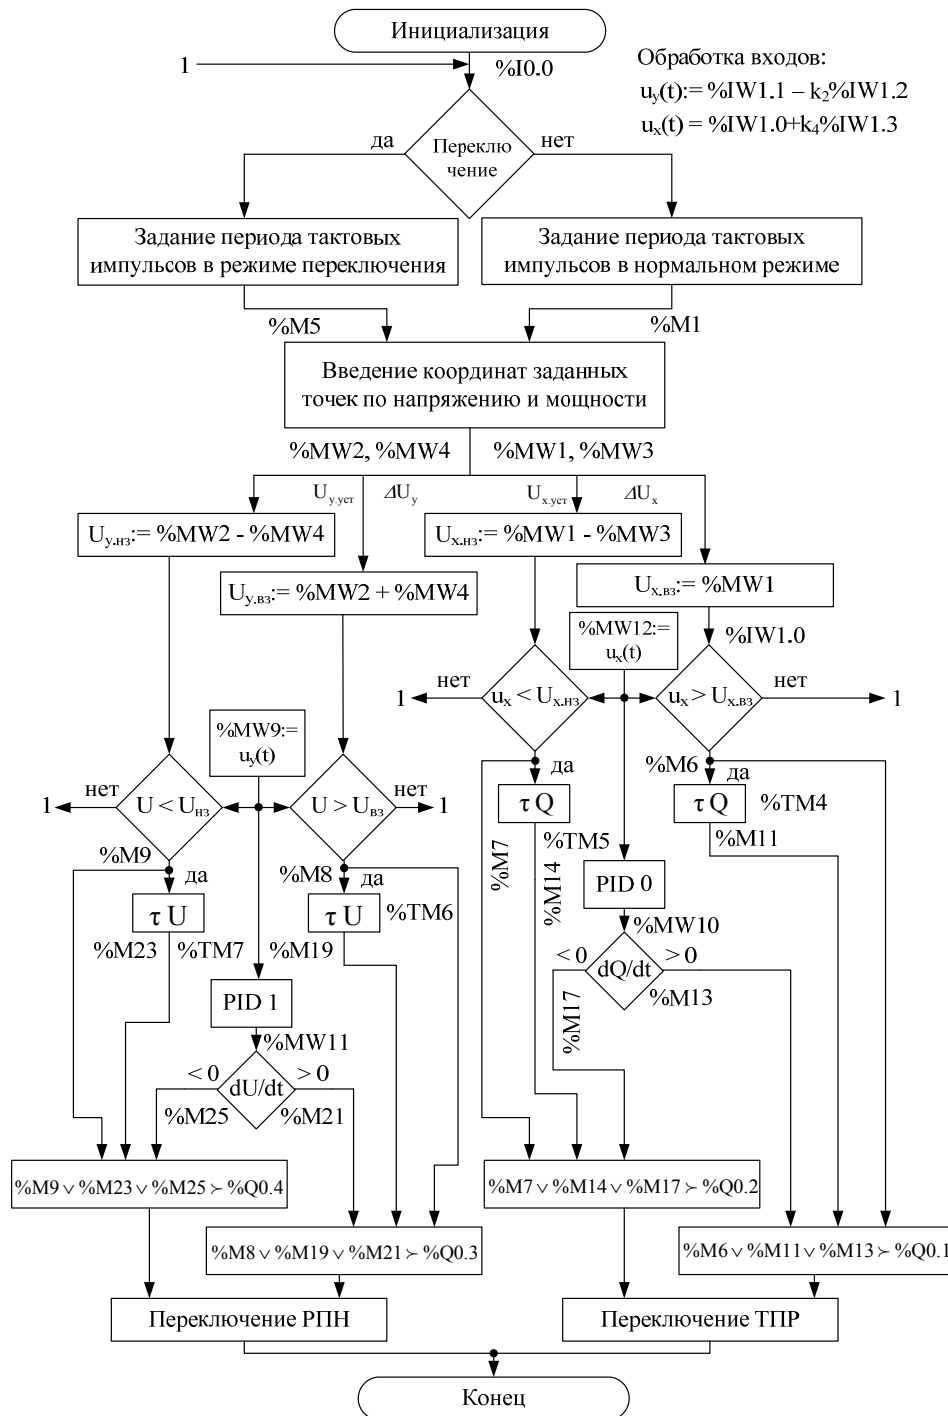 Инициализация
1
%I0.0
Обработка входов:
uy(t):= %IW1.1 – k2%IW1.2
ux(t) = %IW1.0+k4%IW1.3
да
Переклю
чение
нет
Задание периода тактовых
импульсов в режиме переключения
Задание периода тактовых
импульсов в нормальном режиме
%M5
%M1
Введение координат заданных
точек по напряжению и мощности
%MW2, %MW4
%MW1, %MW3
Uy.уст
ΔUy
Ux.уст
ΔUx
Uy.нз:= %MW2 - %MW4
Ux.нз:= %MW1 - %MW3
Uy.вз:= %MW2 + %MW4
Ux.вз:= %MW1
%MW12:=
ux(t)
%IW1.0
1
нет
ux < Ux.нз
ux > Ux.вз
нет
1
%MW9:=
uy(t)
%M6
да
да
1
нет
U < Uнз
U > Uвз
нет
1
τ Q
τ Q
%TM4
%TM5
%M11
%M7
%M14
%M9
да
%M8
да
PID 0
τ U
τ U
%TM6
%MW10
%M23
%TM7
%M19
< 0
dQ/dt
> 0
%M17
%M13
PID 1
%MW11
< 0
dU/dt
> 0
%M25
%M21
%M9 ∨ %M23 ∨ %M25 ≻ %Q0.4
%M7 ∨ %M14 ∨ %M17 ≻ %Q0.2
%M8 ∨ %M19 ∨ %M21 ≻ %Q0.3
%M6 ∨ %M11 ∨ %M13 ≻ %Q0.1
Переключение РПН
Переключение ТПР
Конец